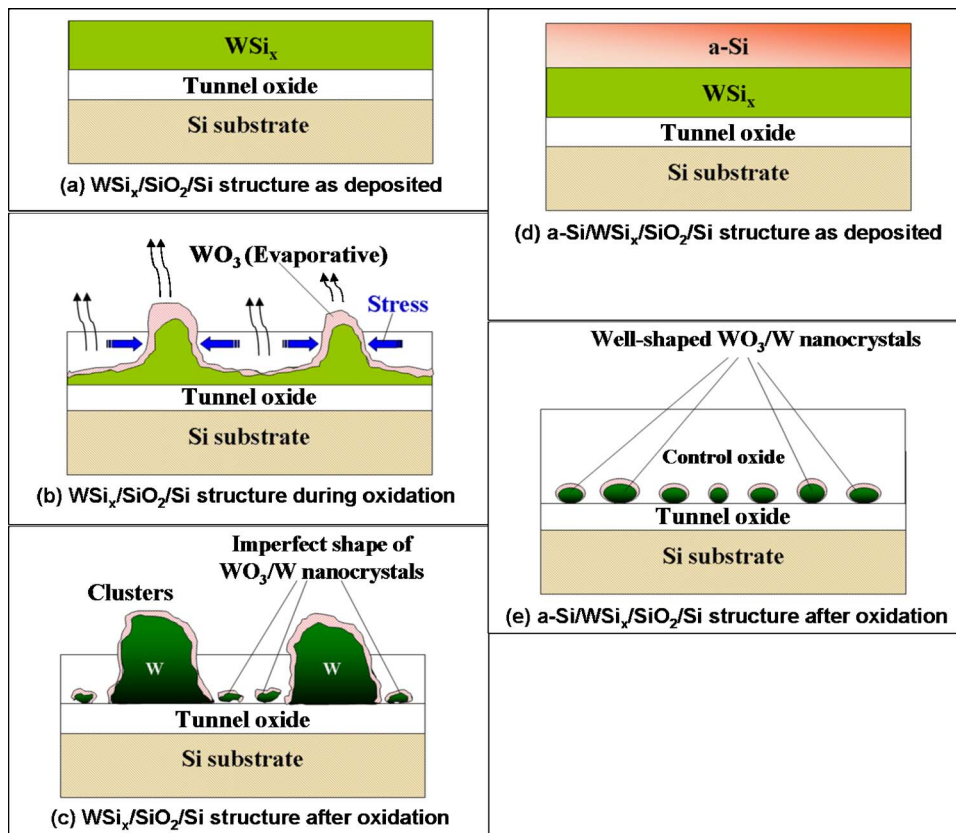 WSiₓ
Tunnel oxide
Si substrate
(a) WSiₓ/SiO₂/Si structure as deposited
WO₃ (Evaporative)
Stress
Tunnel oxide
Si substrate
(b) WSiₓ/SiO₂/Si structure during oxidation
Imperfect shape of
WO₃/W nanocrystals
Clusters
W
W
Tunnel oxide
Si substrate
(c) WSiₓ/SiO₂/Si structure after oxidation
a-Si
WSiₓ
Tunnel oxide
Si substrate
(d) a-Si/WSiₓ/SiO₂/Si structure as deposited
Well-shaped WO₃/W nanocrystals
Control oxide
Tunnel oxide
Si substrate
(e) a-Si/WSiₓ/SiO₂/Si structure after oxidation